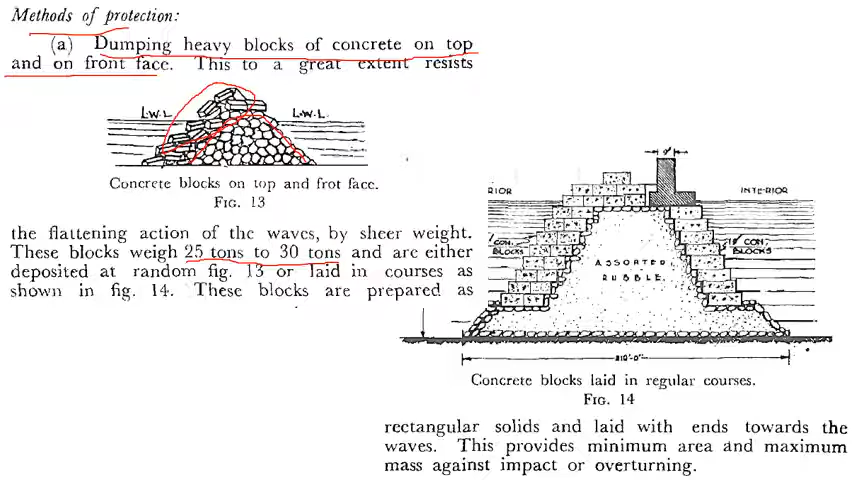 Methods of protection:
(a) Dumping heavy blocks of concrete on top
and on front face. This to a great extent resists
L.W.L
L.W.L.
Concrete blocks on top and frot face.
FIG. 13
the flattening action of the waves, by sheer weight.
These blocks weigh 25 tons to 30 tons and are either
deposited at random fig. 13 or laid in courses as
shown in fig. 14. These blocks are prepared as
9'
RIOR
INTERIOR
CON.
BLOCKS
CON.
BLOCKS
ASSORTED
RUBBLE.
Concrete blocks laid in regular courses.
FIG. 14
rectangular solids and laid with ends towards the
waves. This provides minimum area and maximum
mass against impact or overturning.